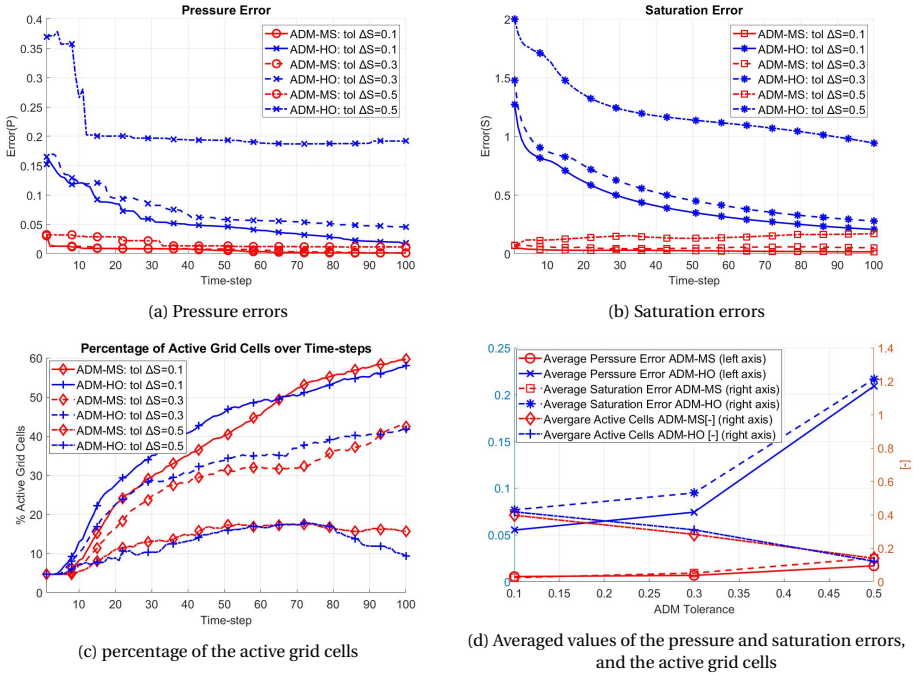 Pressure Error
0.4
0.35
0.3
0.25
0.2
0.15
0.1
0.05
0
Error(P)
ADM-MS: tol ΔS=0.1
ADM-HO: tol ΔS=0.1
ADM-MS: tol ΔS=0.3
ADM-HO: tol ΔS=0.3
ADM-MS: tol ΔS=0.5
ADM-HO: tol ΔS=0.5
10 20 30 40 50 60 70 80 90 100
Time-step
(a) Pressure errors
Saturation Error
2
1.5
1
0.5
0
Error(S)
ADM-MS: tol ΔS=0.1
ADM-HO: tol ΔS=0.1
ADM-MS: tol ΔS=0.3
ADM-HO: tol ΔS=0.3
ADM-MS: tol ΔS=0.5
ADM-HO: tol ΔS=0.5
10 20 30 40 50 60 70 80 90 100
Time-step
(b) Saturation errors
Percentage of Active Grid Cells over Time-steps
60
50
40
30
20
10
0
% Active Grid Cells
ADM-MS: tol ΔS=0.1
ADM-HO: tol ΔS=0.1
ADM-MS: tol ΔS=0.3
ADM-HO: tol ΔS=0.3
ADM-MS: tol ΔS=0.5
ADM-HO: tol ΔS=0.5
10 20 30 40 50 60 70 80 90 100
Time-step
(c) percentage of the active grid cells
0.25
0.2
0.15
0.1
0.05
0
Average Perssure Error ADM-MS (left axis)
Average Pressure Error ADM-HO (left axis)
Average Saturation Error ADM-MS (right axis)
Average Saturation Error ADM-HO (right axis)
Avergare Active Cells ADM-MS[-] (right axis)
Avergare Active Cells ADM-HO [-] (right axis)
1.4
1.2
1
0.8
0.6
0.4
0.2
0
[-]
0.1 0.15 0.2 0.25 0.3 0.35 0.4 0.45 0.5
ADM Tolerance
(d) Averaged values of the pressure and saturation errors,
and the active grid cells